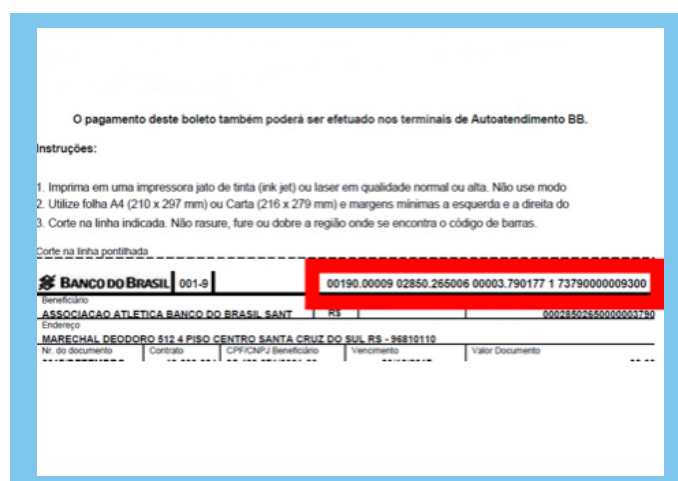 O pagamento deste boleto também poderá ser efetuado nos terminais de Autoatendimento BB.
Instruções:
1. Imprima em uma impressora jato de tinta (ink jet) ou laser em qualidade normal ou alta. Não use modo
2. Utilize folha A4 (210 x 297 mm) ou Carta (216 x 279 mm) e margens mínimas a esquerda e a direita do
3. Corte na linha indicada. Não rasure, fure ou dobre a região onde se encontra o código de barras.
Corte na linha pontilhada
BANCO DO BRASIL 001-9 00190.00009 02850.265006 00003.790177 1 73790000009300
Beneficiário
ASSOCIACAO ATLETICA BANCO DO BRASIL SANT R$ 00028502650000003790
Endereço
MARECHAL DEODORO 512 4 PISO CENTRO SANTA CRUZ DO SUL RS - 96810110
Nr. do documento Contrato CPF/CNPJ Beneficiário Vencimento Valor Documento